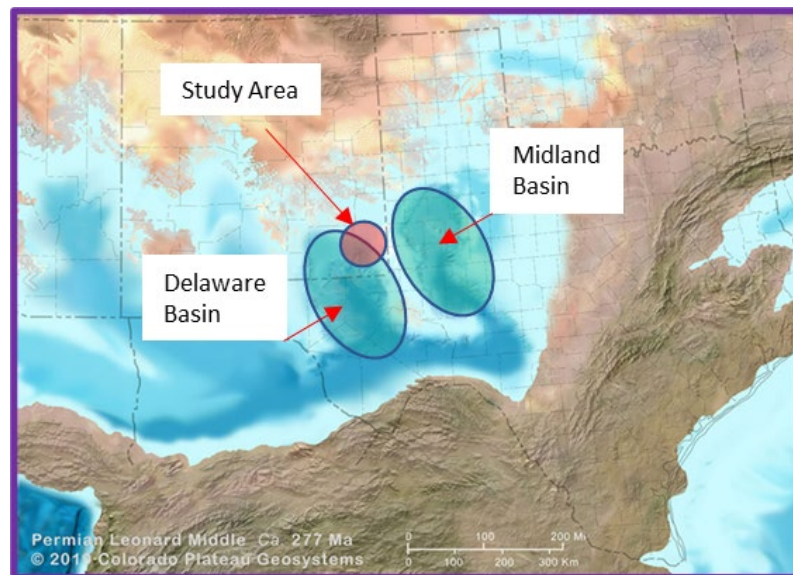 Study Area
Midland
Basin
Delaware
Basin
Permian Leonard Middle Ca. 277 Ma
© 2016 Colorado Plateau Geosystems
0 100 200 Mi
0 100 200 300 Km